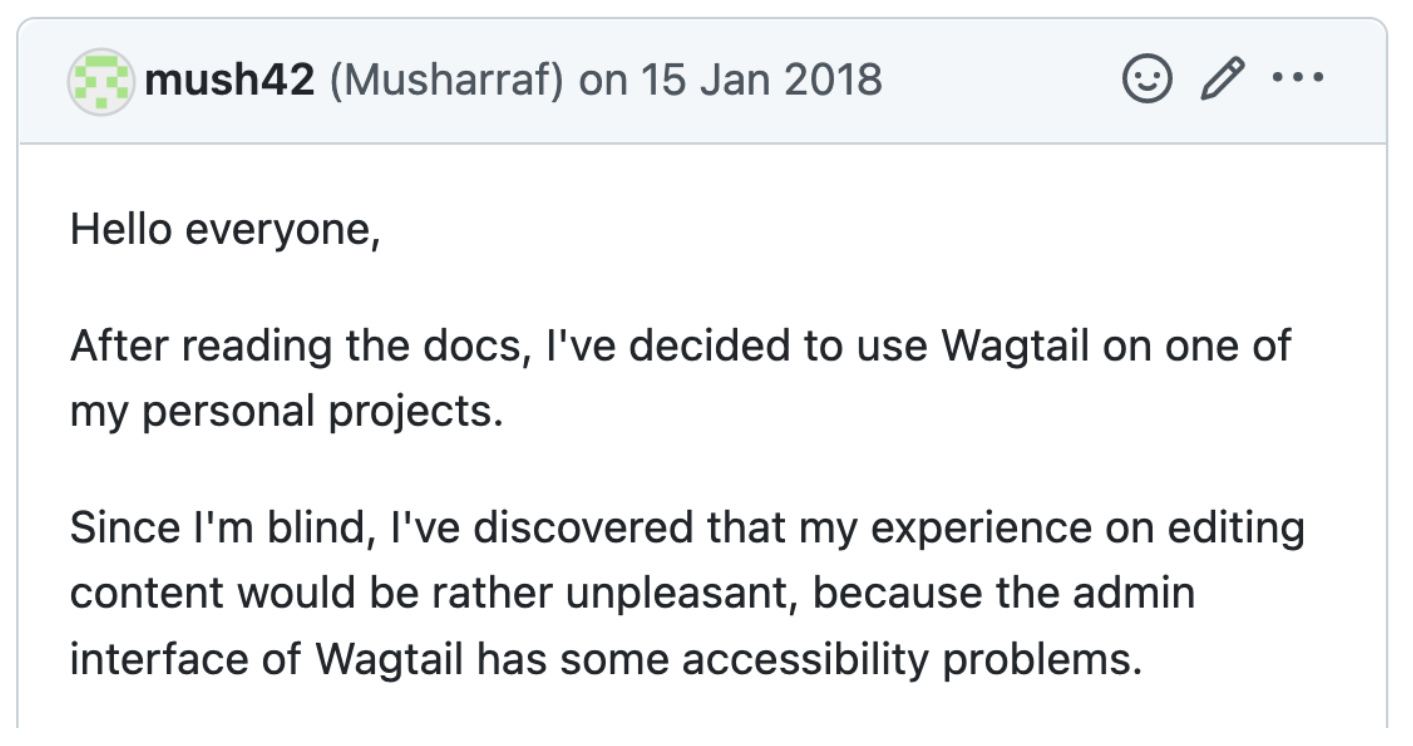 mush42 (Musharraf) on 15 Jan 2018
Hello everyone,
After reading the docs, I've decided to use Wagtail on one of
my personal projects.
Since I'm blind, I've discovered that my experience on editing
content would be rather unpleasant, because the admin
interface of Wagtail has some accessibility problems.